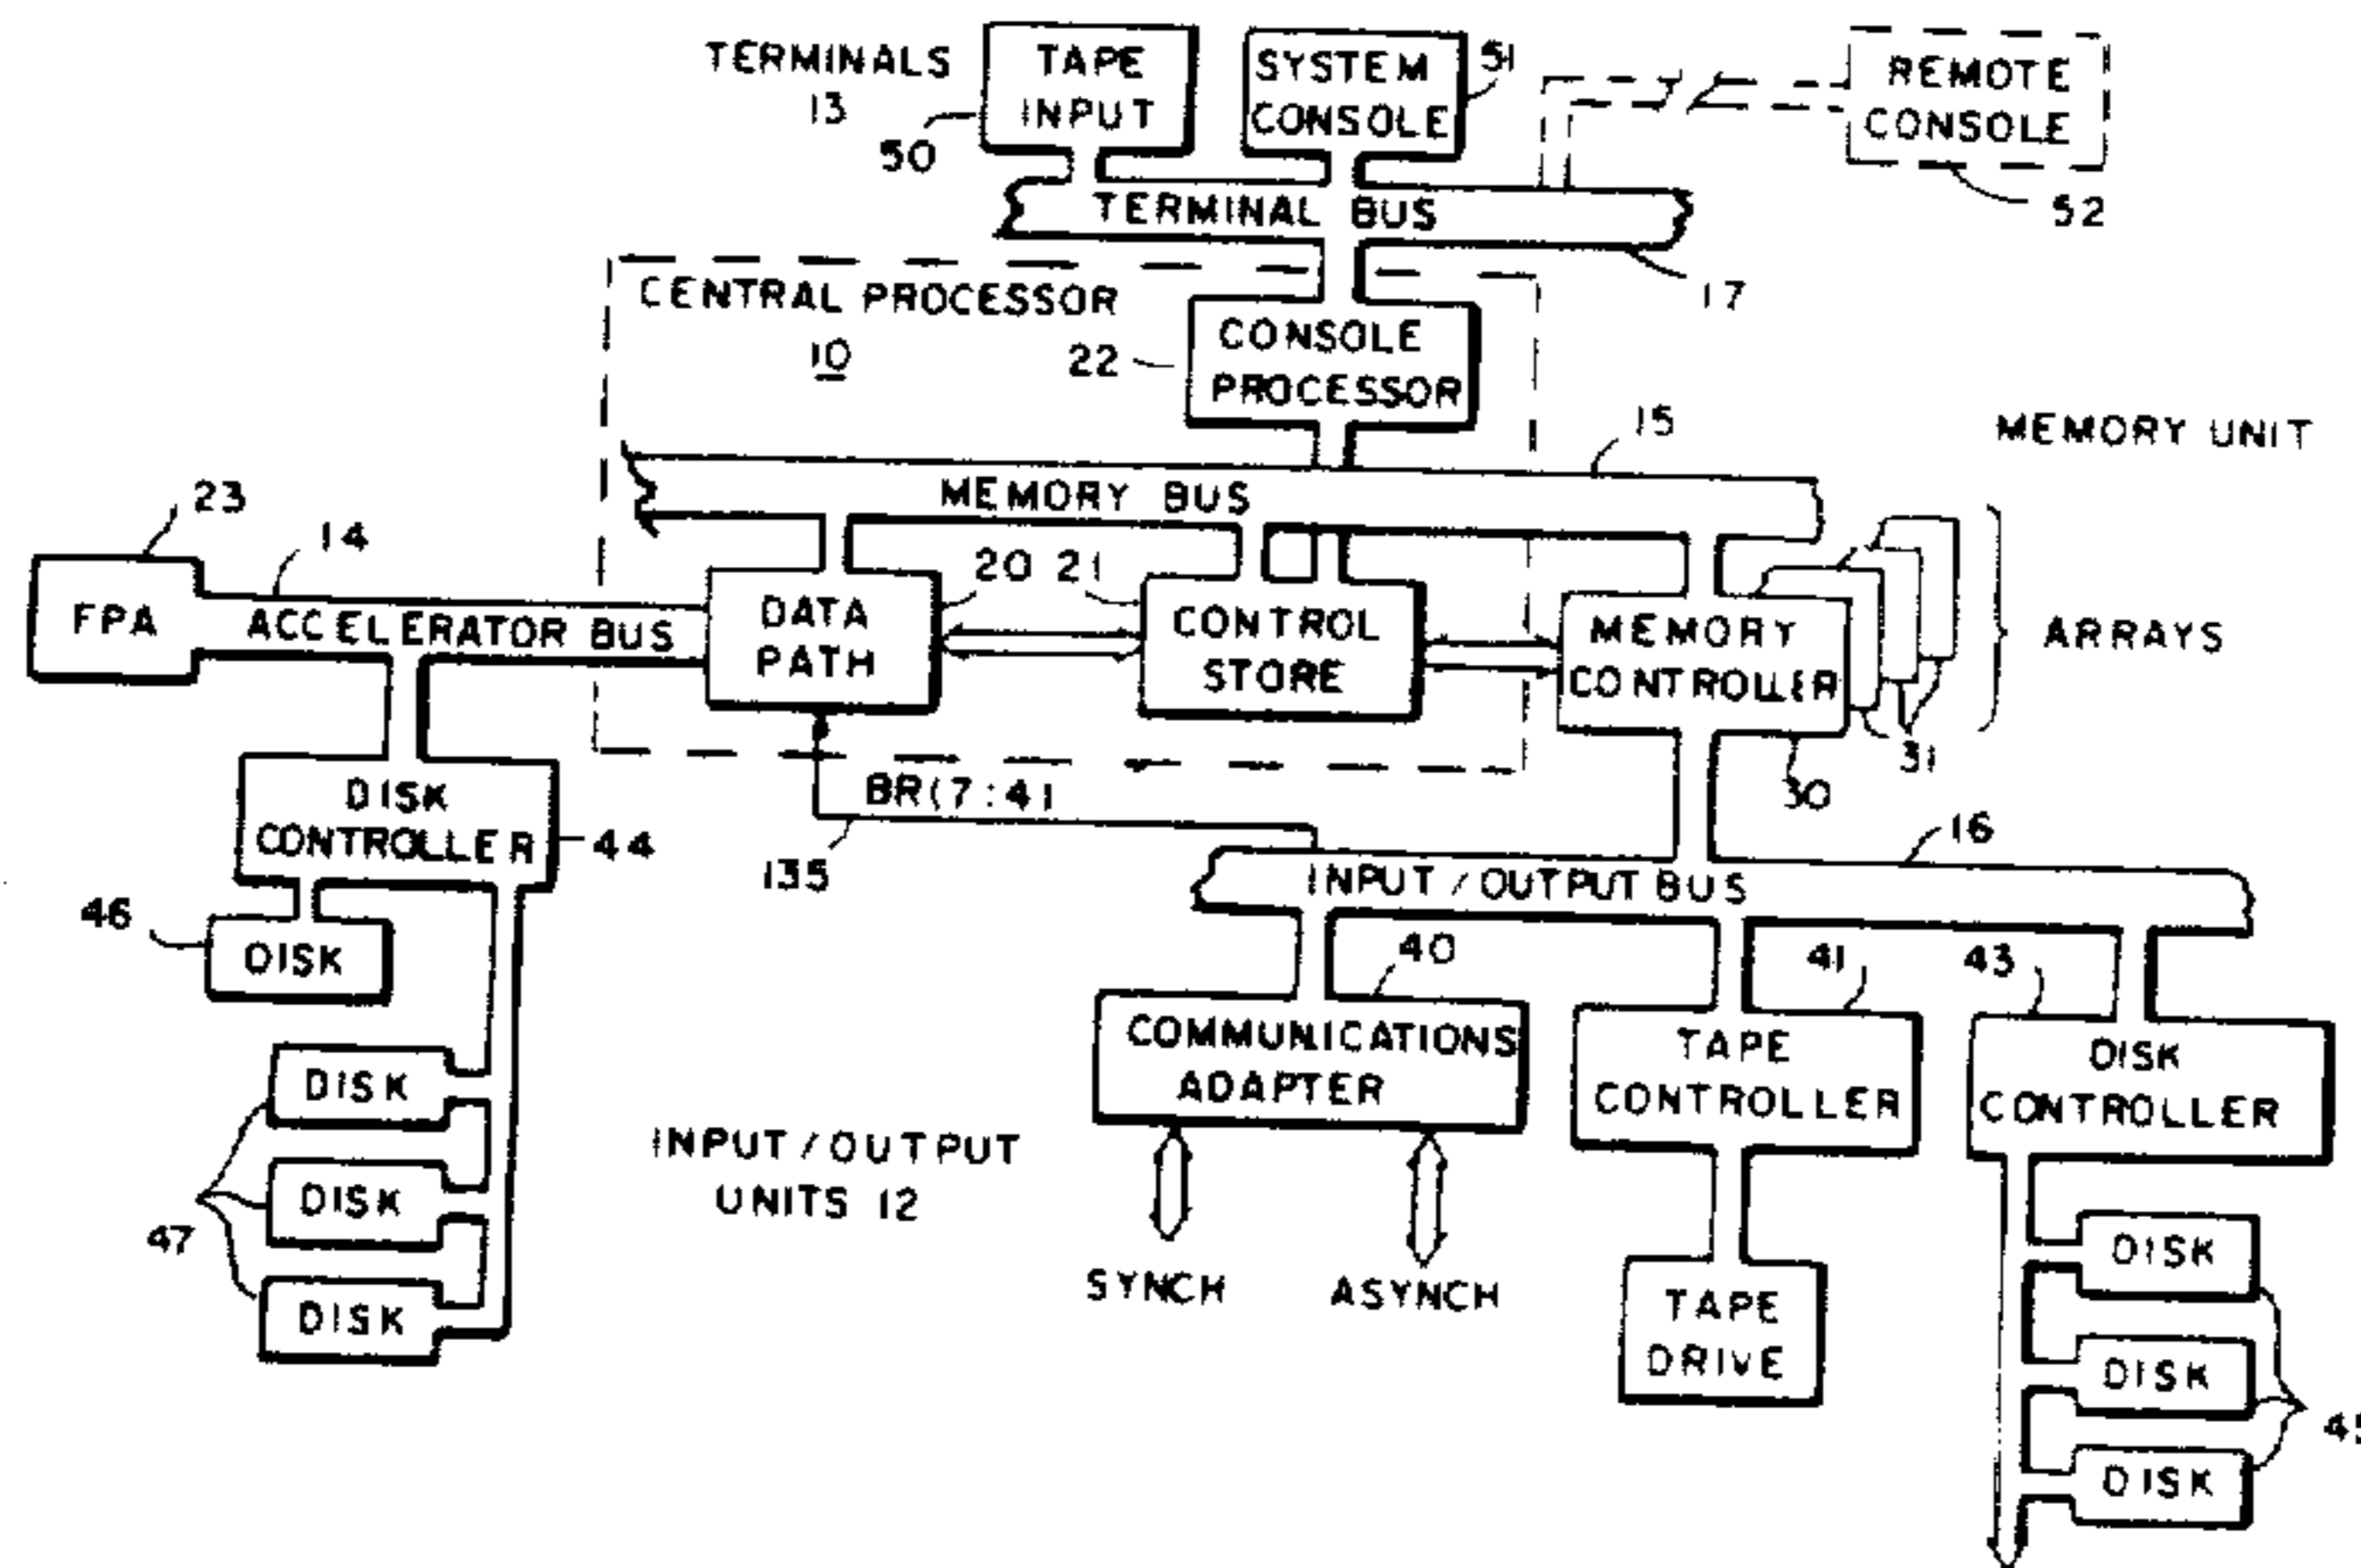 TERMINALS
13
TAPE
INPUT
50
SYSTEM
CONSOLE
51
REMOTE
CONSOLE
52
TERMINAL BUS
17
CENTRAL PROCESSOR
10
CONSOLE
PROCESSOR
22
15
MEMORY UNIT
MEMORY BUS
23
14
FPA
ACCELERATOR BUS
DATA
PATH
20
21
CONTROL
STORE
MEMORY
CONTROLLER
ARRAYS
31
30
DISK
CONTROLLER
44
BR(7:4)
135
16
INPUT/OUTPUT BUS
46
DISK
40
41
43
COMMUNICATIONS
ADAPTER
TAPE
CONTROLLER
DISK
CONTROLLER
DISK
DISK
DISK
47
INPUT/OUTPUT
UNITS 12
SYNCH
ASYNCH
TAPE
DRIVE
DISK
DISK
DISK